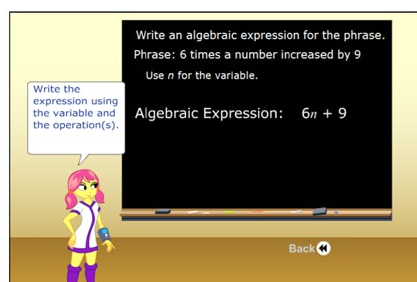 Write an algebraic expression for the phrase.
Phrase: 6 times a number increased by 9
Use n for the variable.
Write the
expression using
the variable and
the operation(s).
Algebraic Expression: 6n + 9
Back